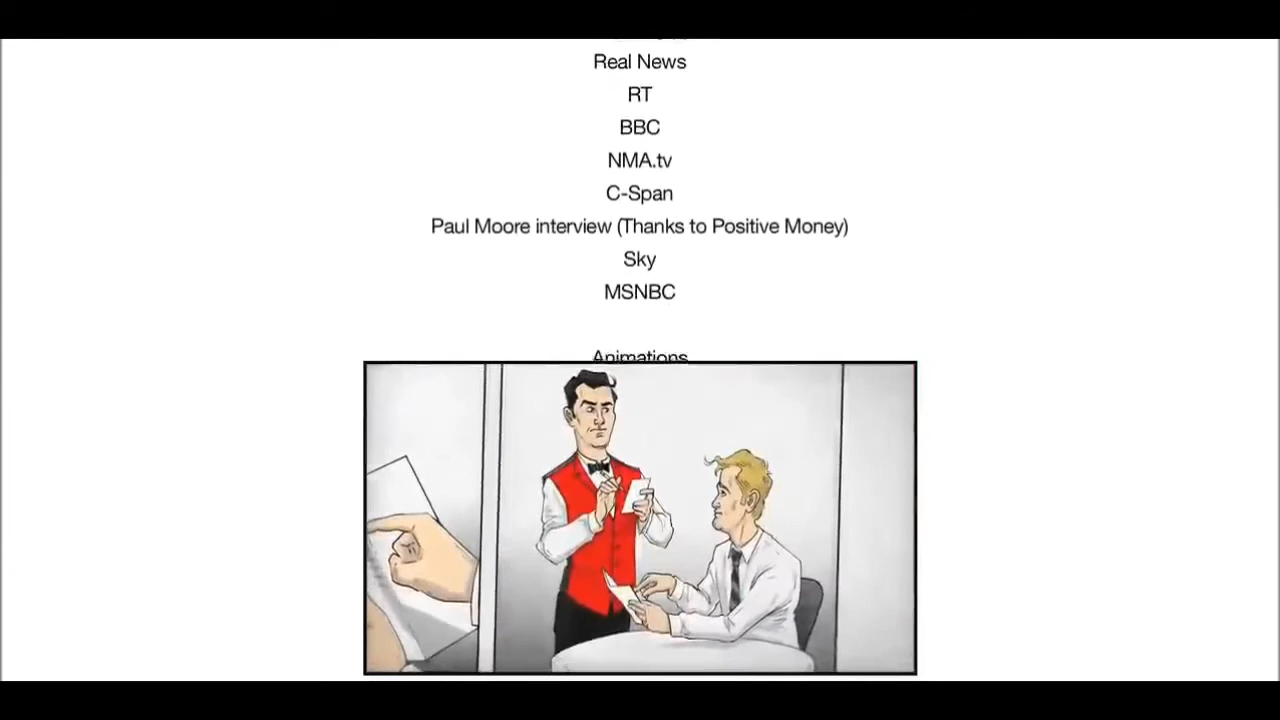 Real News
RT
BBC
NMA.tv
C-Span
Paul Moore interview (Thanks to Positive Money)
Sky
MSNBC
Animations